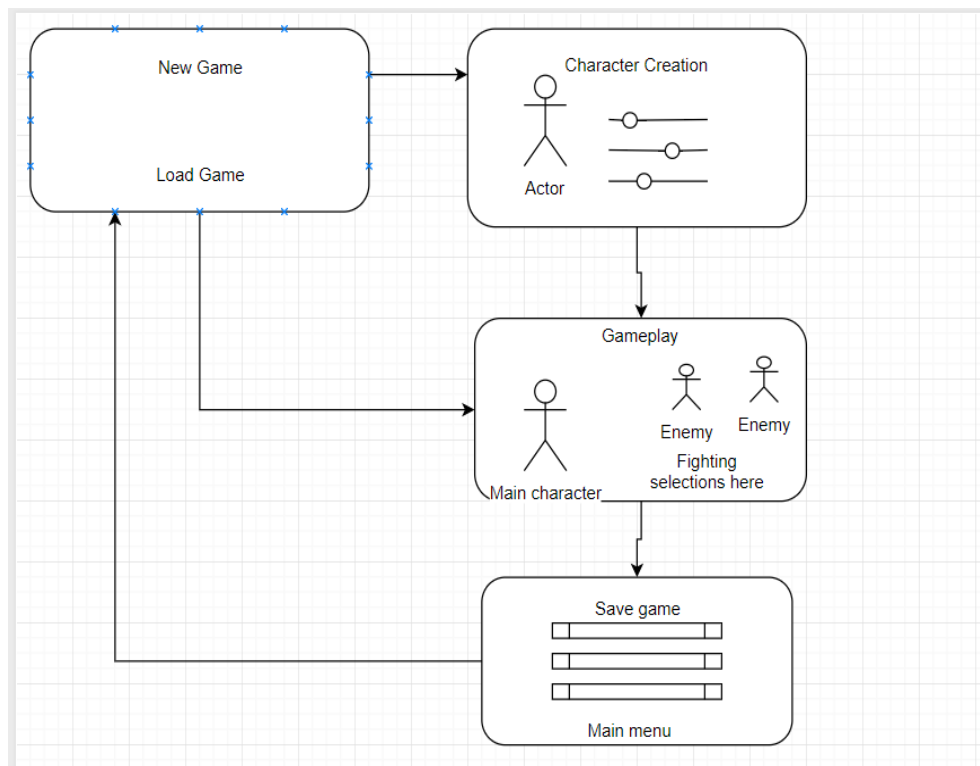 New Game
Load Game
Character Creation
Actor
Gameplay
Main character
Enemy
Enemy
Fighting
selections here
Save game
Main menu